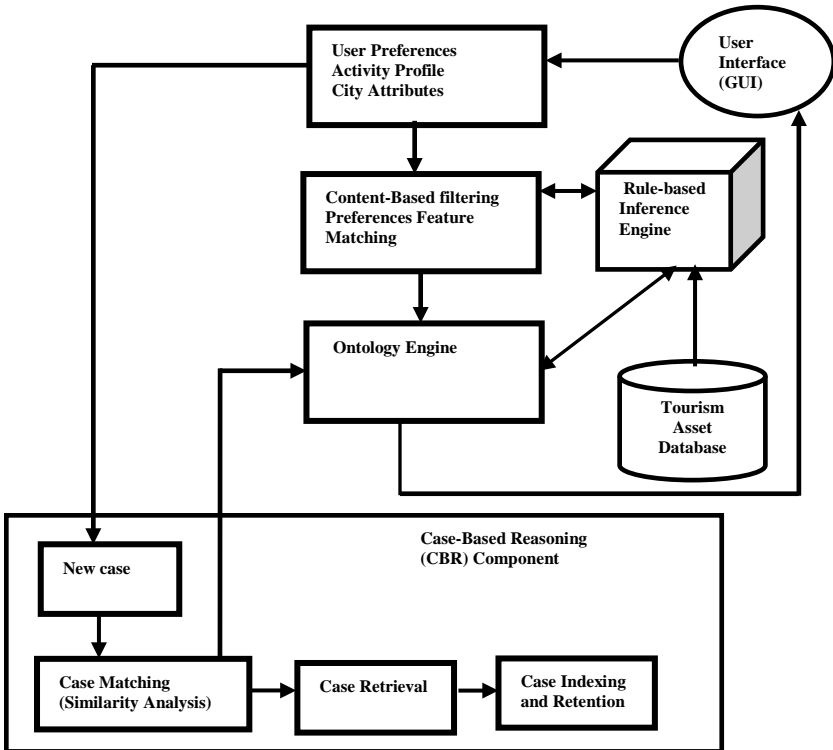 User Preferences
Activity Profile
City Attributes
User
Interface
(GUI)
Content-Based filtering
Preferences Feature
Matching
Rule-based
Inference
Engine
Ontology Engine
Tourism
Asset
Database
Case-Based Reasoning
(CBR) Component
New case
Case Matching
(Similarity Analysis)
Case Retrieval
Case Indexing
and Retention